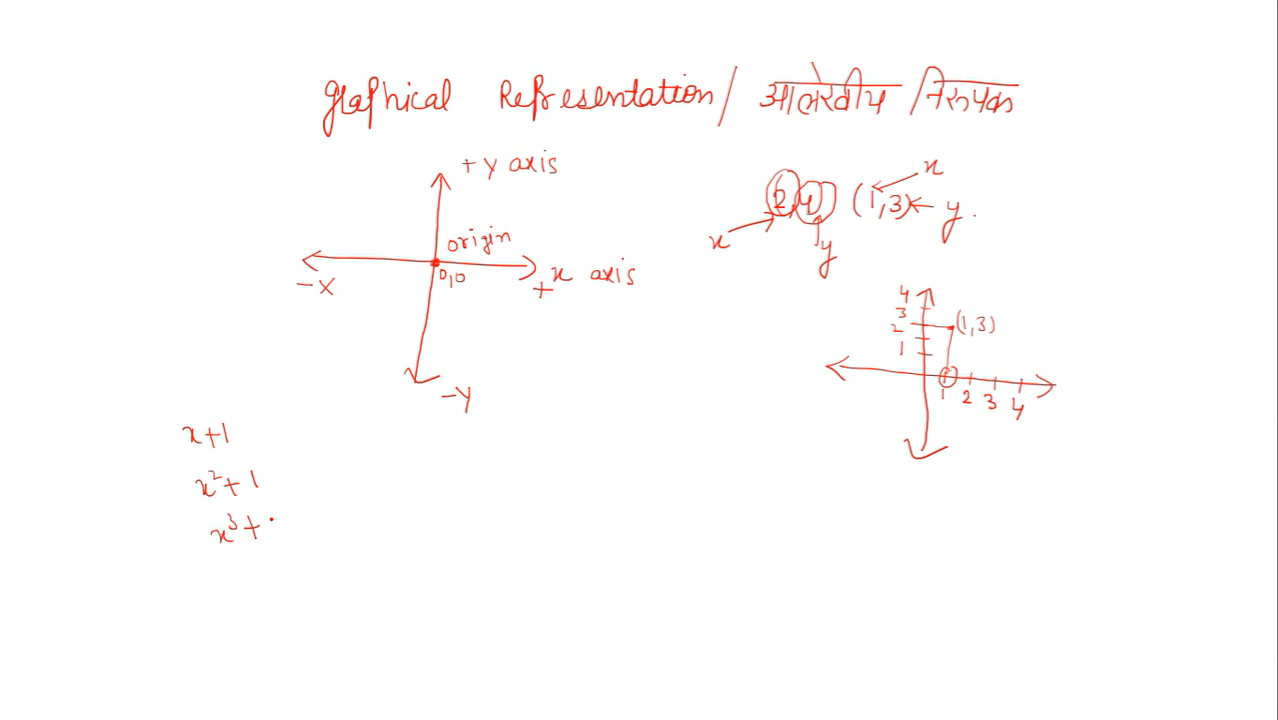 graphical Representation/ आलेखीय निरूपक
+ y axis
origin
0,0
-X
+ x axis
-Y
2,4) (1,3)
x
y
x
y.
4
3
2
1
(1,3)
1 2 3 4
x+1
x²+1
x³+